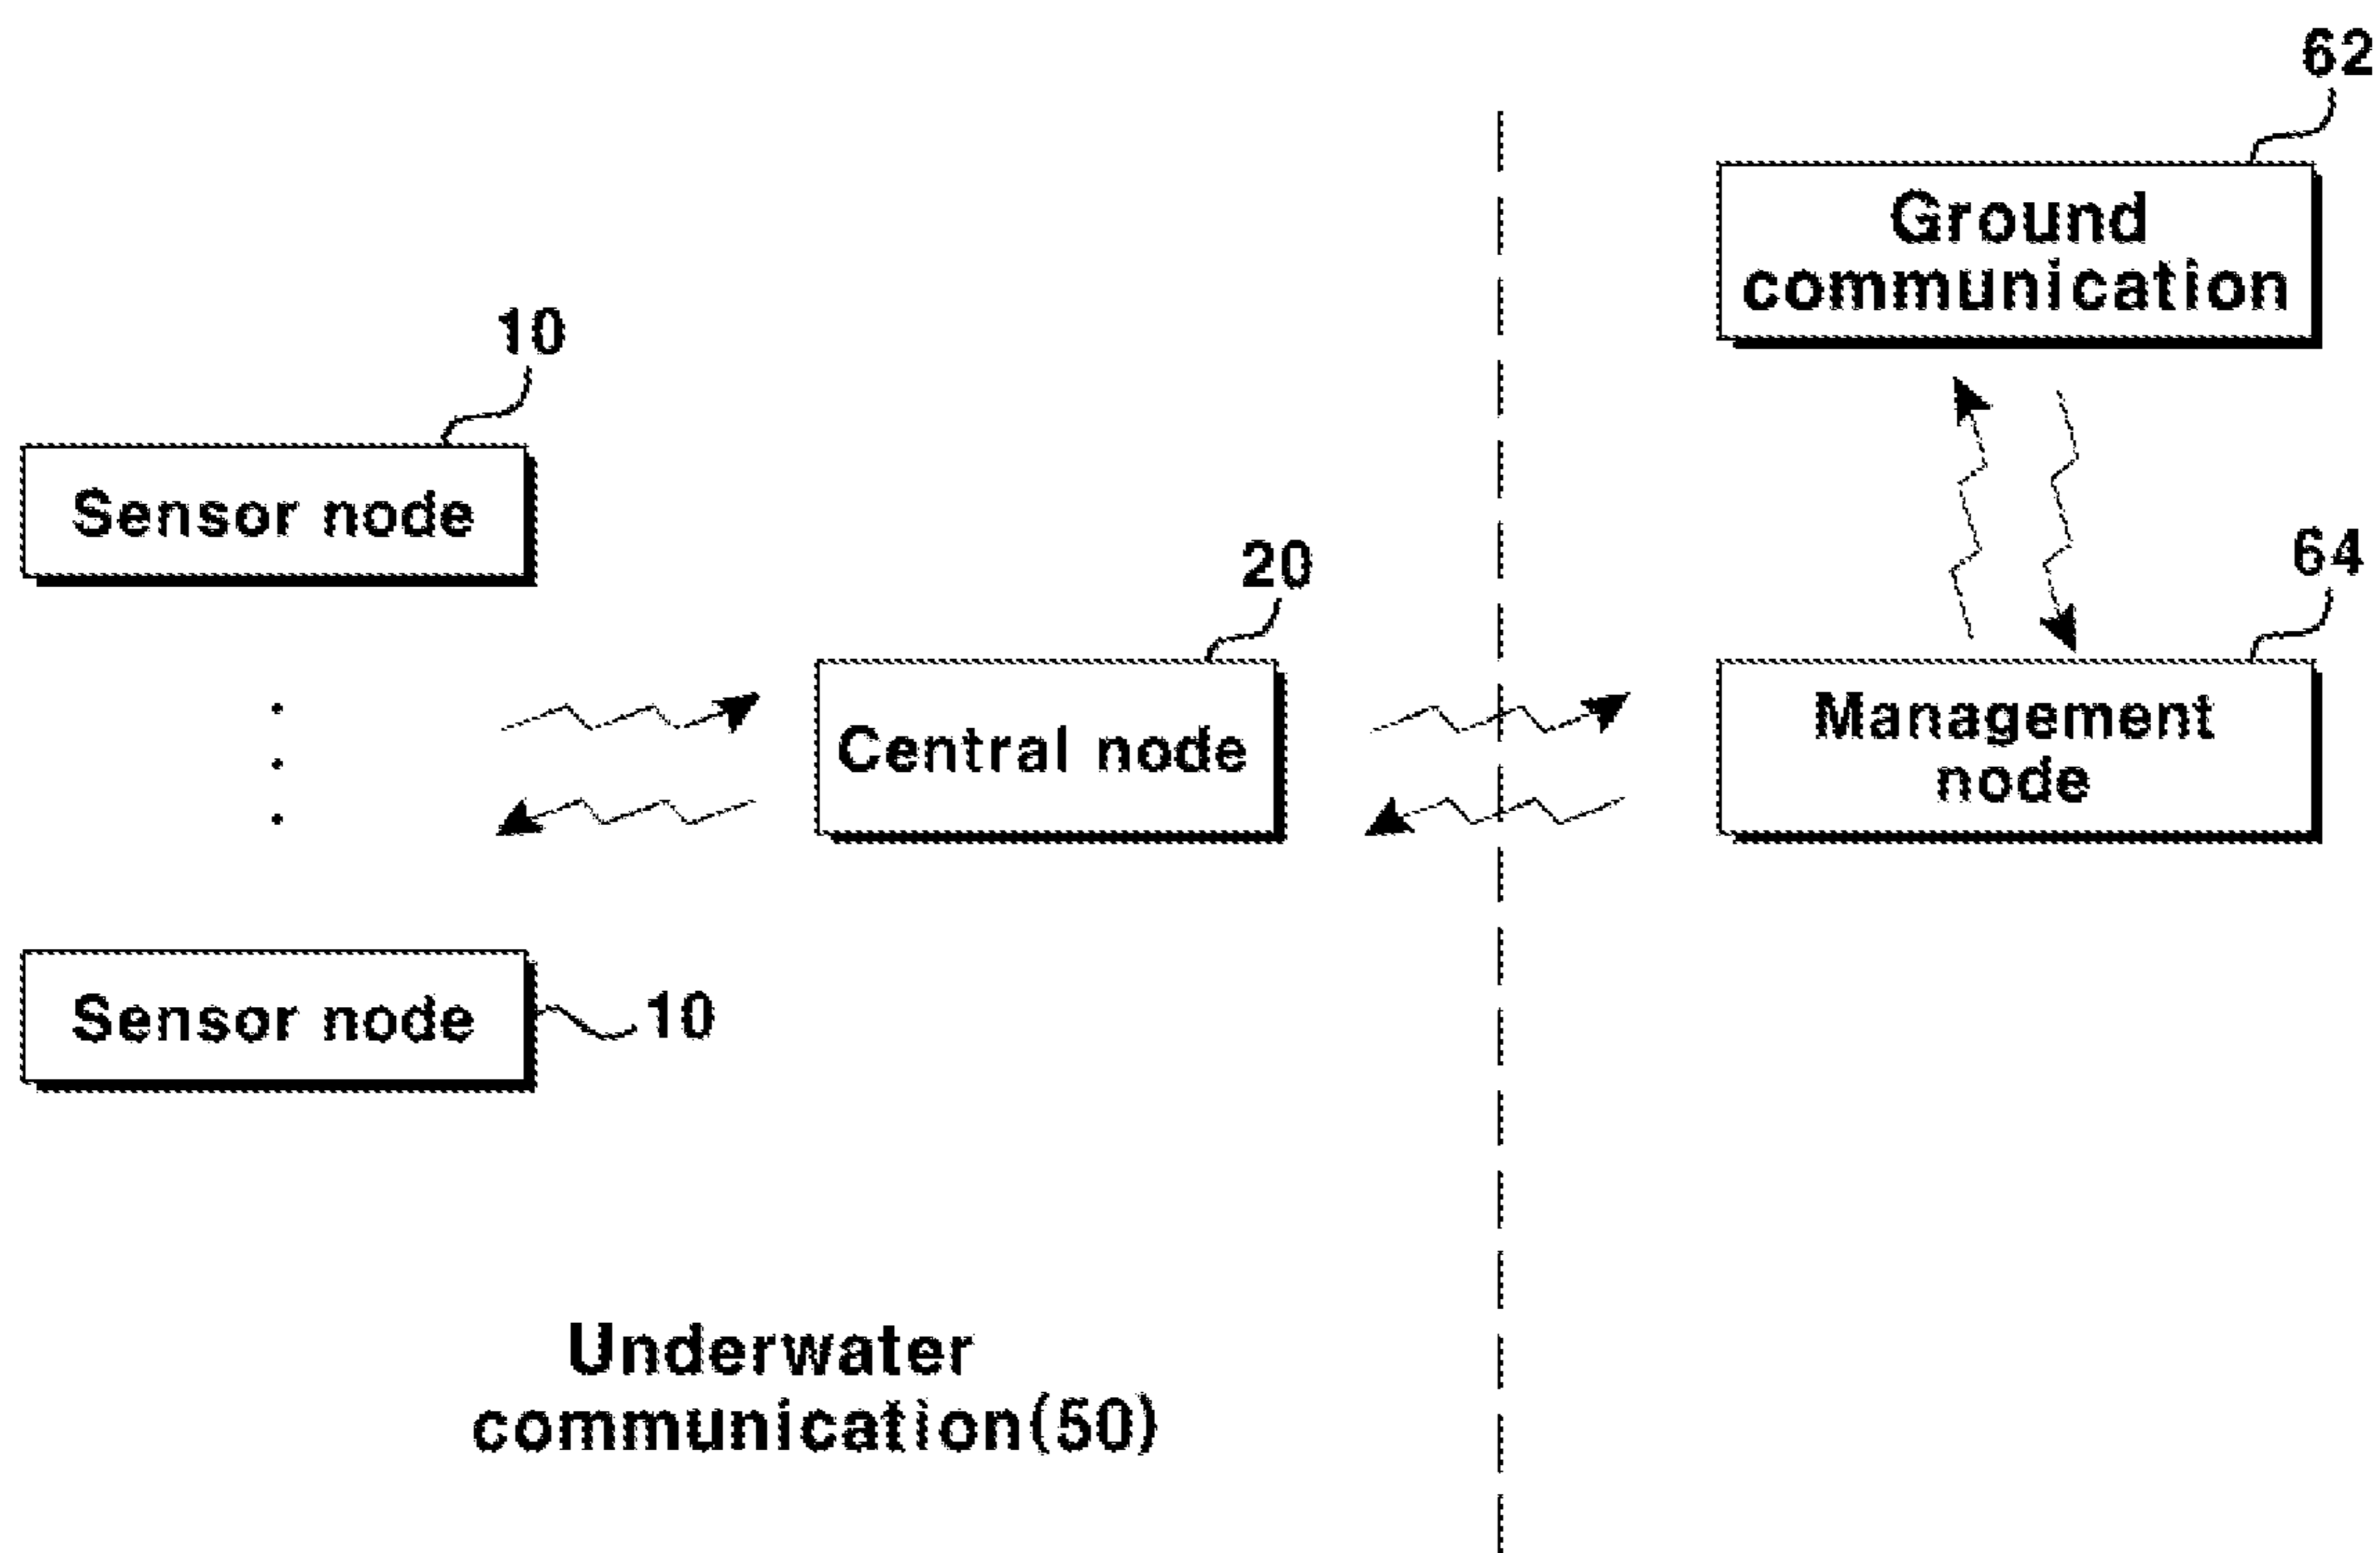 62
Ground
communication
10
Sensor node
20
64
Central node
Management
node
Sensor node
10
Underwater
communication(50)